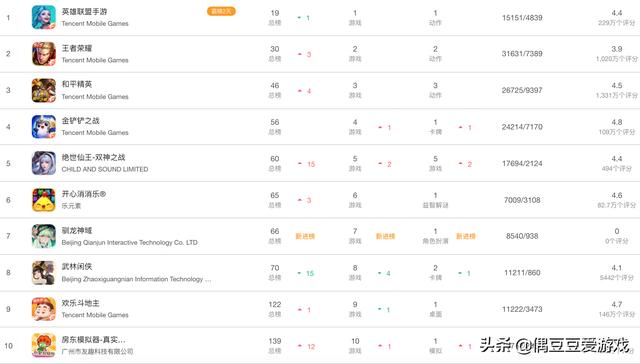 1 英雄联盟手游 霸榜2天 19 1 1 1 15151/4839 4.4
Tencent Mobile Games 总榜 游戏 动作 229万个评分
2 王者荣耀 30 3 2 2 31631/7389 3.9
Tencent Mobile Games 总榜 游戏 动作 1,020万个评分
3 和平精英 46 4 3 3 26725/9397 4.5
Tencent Mobile Games 总榜 游戏 动作 1,331万个评分
4 金铲铲之战 56 4 1 1 1 24214/7170 4.8
Tencent Mobile Games 总榜 游戏 卡牌 109万个评分
5 绝世仙王-双神之战 60 15 5 2 5 2 17694/2124 4.4
CHILD AND SOUND LIMITED 总榜 游戏 动作 494个评分
6 开心消消乐® 65 3 6 1 7009/3108 4.6
乐元素 总榜 游戏 益智解谜 82.7万个评分
7 驯龙神域 66 新进榜 7 新进榜 1 新进榜 8540/938 0
Beijing Qianjun Interactive Technology Co. LTD 总榜 游戏 角色扮演 0个评分
8 武林闲侠 70 15 8 4 2 1 11211/860 4.1
Beijing Zhaoxiguangnian Information Technology ... 总榜 游戏 卡牌 5442个评分
9 欢乐斗地主 122 1 9 1 1 11222/3473 4.7
Tencent Mobile Games 总榜 游戏 桌面 146万个评分
10 房东模拟器-真实... 139 12 10 1 1 1
广州市友趣科技有限公司 总榜 游戏 模拟
头条@偶豆豆爱游戏